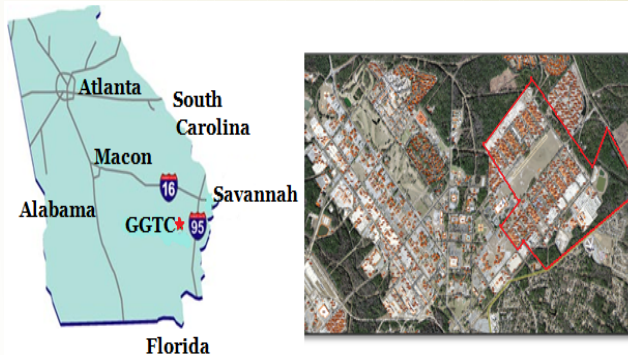 Atlanta
South
Carolina
Macon
16
Savannah
Alabama
GGTC
95
Florida